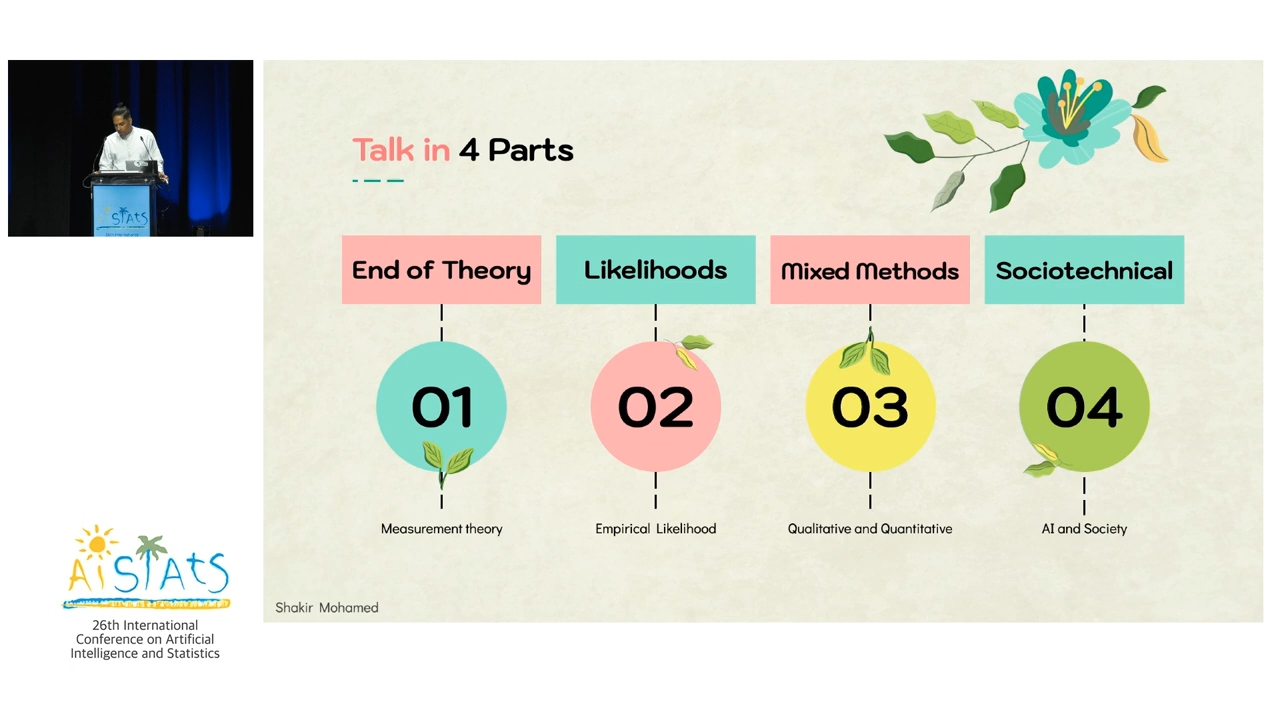 Talk in 4 Parts
End of Theory
Likelihoods
Mixed Methods
Sociotechnical
01
02
03
04
Measurement theory
Empirical Likelihood
Qualitative and Quantitative
AI and Society
Shakir Mohamed
AiSTATS
AiStAtS
26th International
Conference on Artificial
Intelligence and Statistics